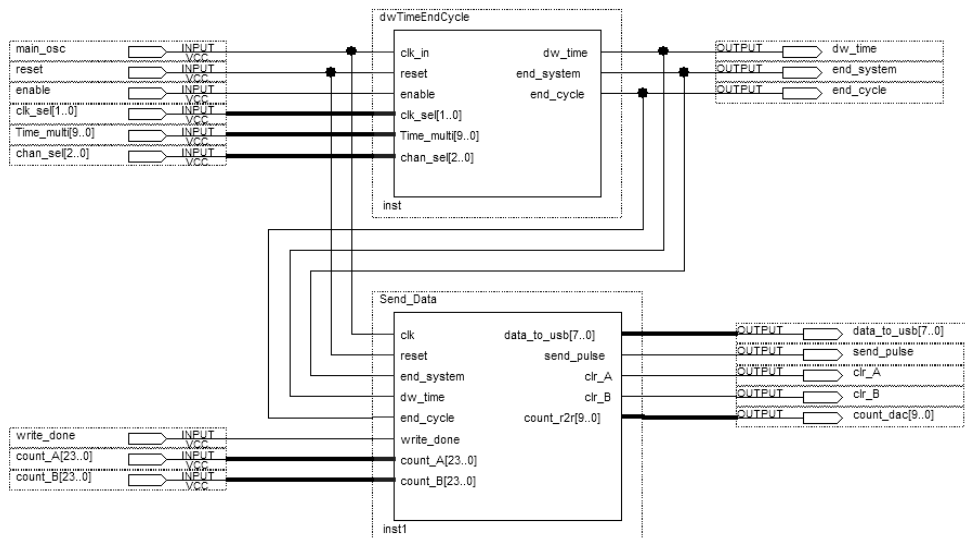 dwTimeEndCycle
main_osc INPUT VCC clk_in dw_time OUTPUT dw_time
reset INPUT VCC reset end_system OUTPUT end_system
enable INPUT VCC enable end_cycle OUTPUT end_cycle
clk_sel[1..0] INPUT VCC clk_sel[1..0]
Time_multi[9..0] INPUT VCC Time_multi[9..0]
chan_sel[2..0] INPUT VCC chan_sel[2..0]
inst
Send_Data
clk data_to_usb[7..0] OUTPUT data_to_usb[7..0]
reset send_pulse OUTPUT send_pulse
end_system clr_A OUTPUT clr_A
dw_time clr_B OUTPUT clr_B
end_cycle count_r2r[9..0] OUTPUT count_dac[9..0]
write_done INPUT VCC write_done
count_A[23..0] INPUT VCC count_A[23..0]
count_B[23..0] INPUT VCC count_B[23..0]
inst1